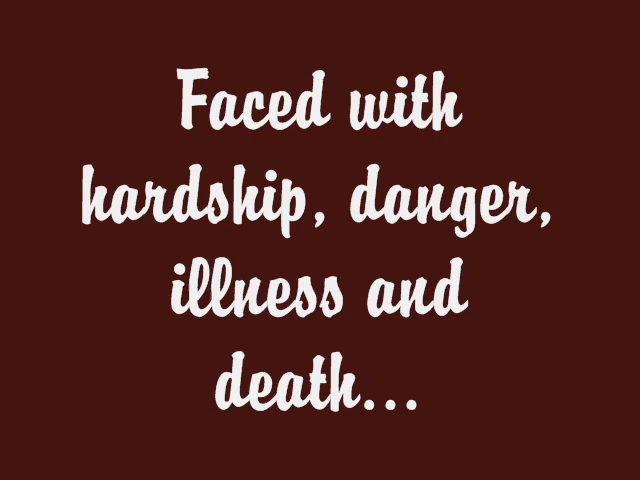 Faced with
hardship, danger,
illness and
death...